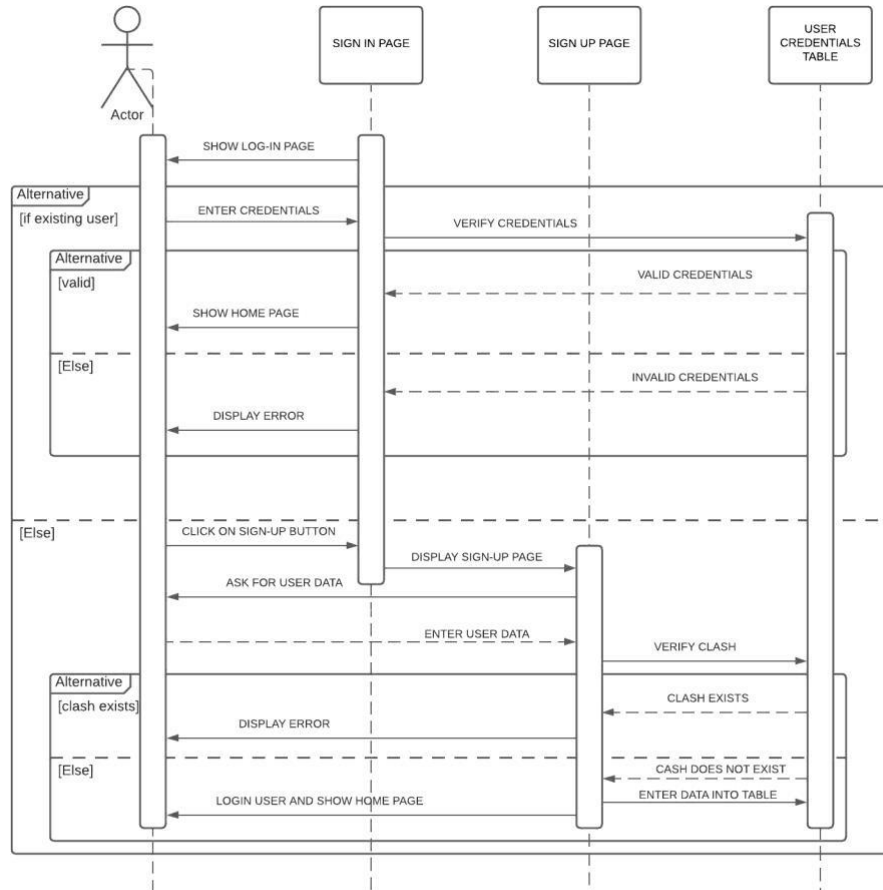 SIGN IN PAGE
SIGN UP PAGE
USER
CREDENTIALS
TABLE
Actor
SHOW LOG-IN PAGE
Alternative
[if existing user]
ENTER CREDENTIALS
VERIFY CREDENTIALS
Alternative
[valid]
VALID CREDENTIALS
SHOW HOME PAGE
[Else]
INVALID CREDENTIALS
DISPLAY ERROR
[Else]
CLICK ON SIGN-UP BUTTON
DISPLAY SIGN-UP PAGE
ASK FOR USER DATA
ENTER USER DATA
VERIFY CLASH
Alternative
[clash exists]
CLASH EXISTS
DISPLAY ERROR
[Else]
CASH DOES NOT EXIST
ENTER DATA INTO TABLE
LOGIN USER AND SHOW HOME PAGE